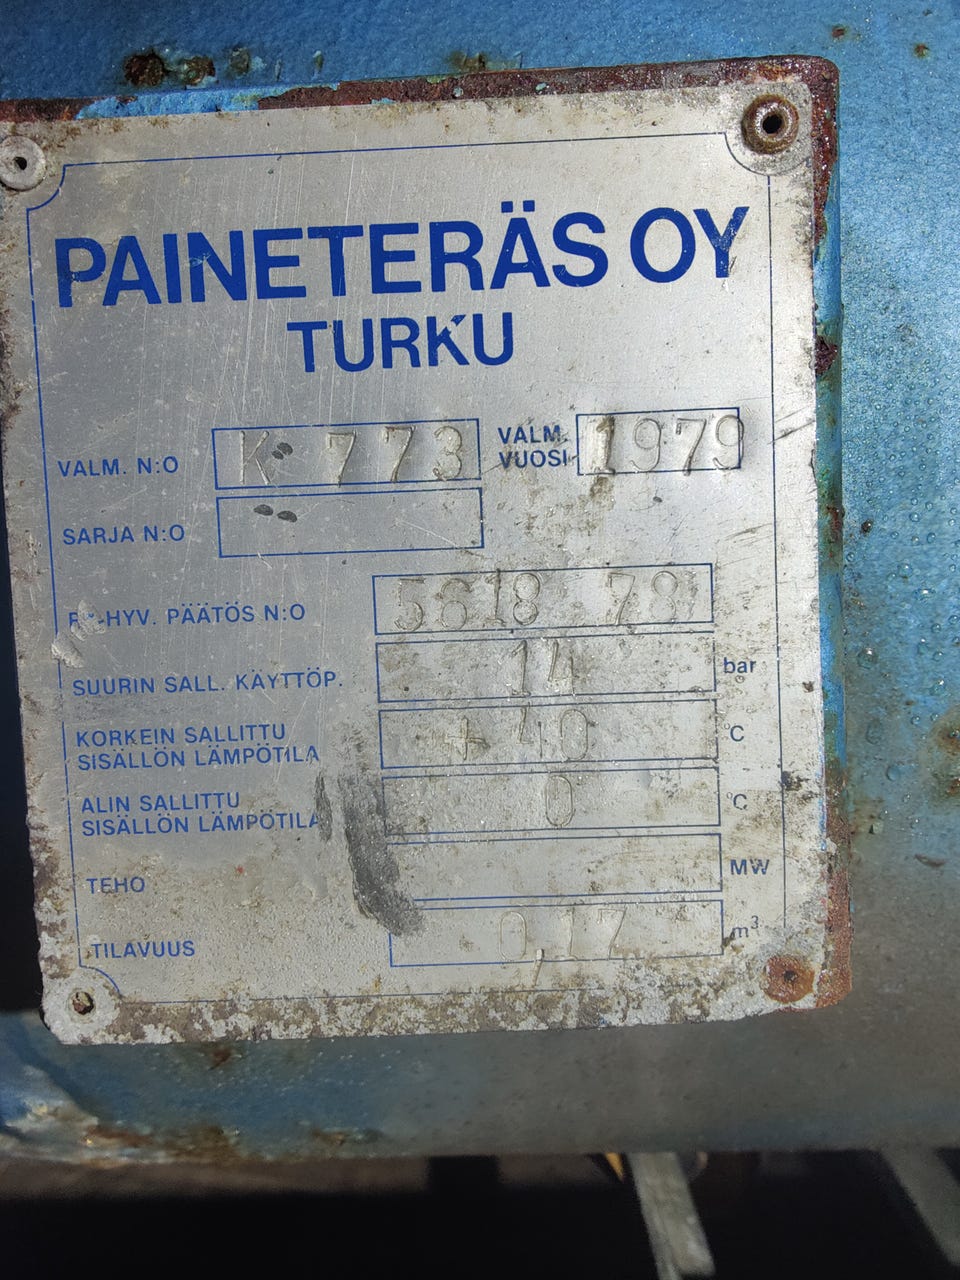 PAINETERÄS OY
TURKU
VALM. N:O K 773 VALM. VUOSI 1979
SARJA N:O
-HYV. PÄÄTÖS N:O 5618 78
SUURIN SALL. KÄYTTÖP. 14 bar
KORKEIN SALLITTU
SISÄLLÖN LÄMPÖTILA + 40 °C
ALIN SALLITTU
SISÄLLÖN LÄMPÖTILA 0 °C
TEHO MW
TILAVUUS 0,17 m³